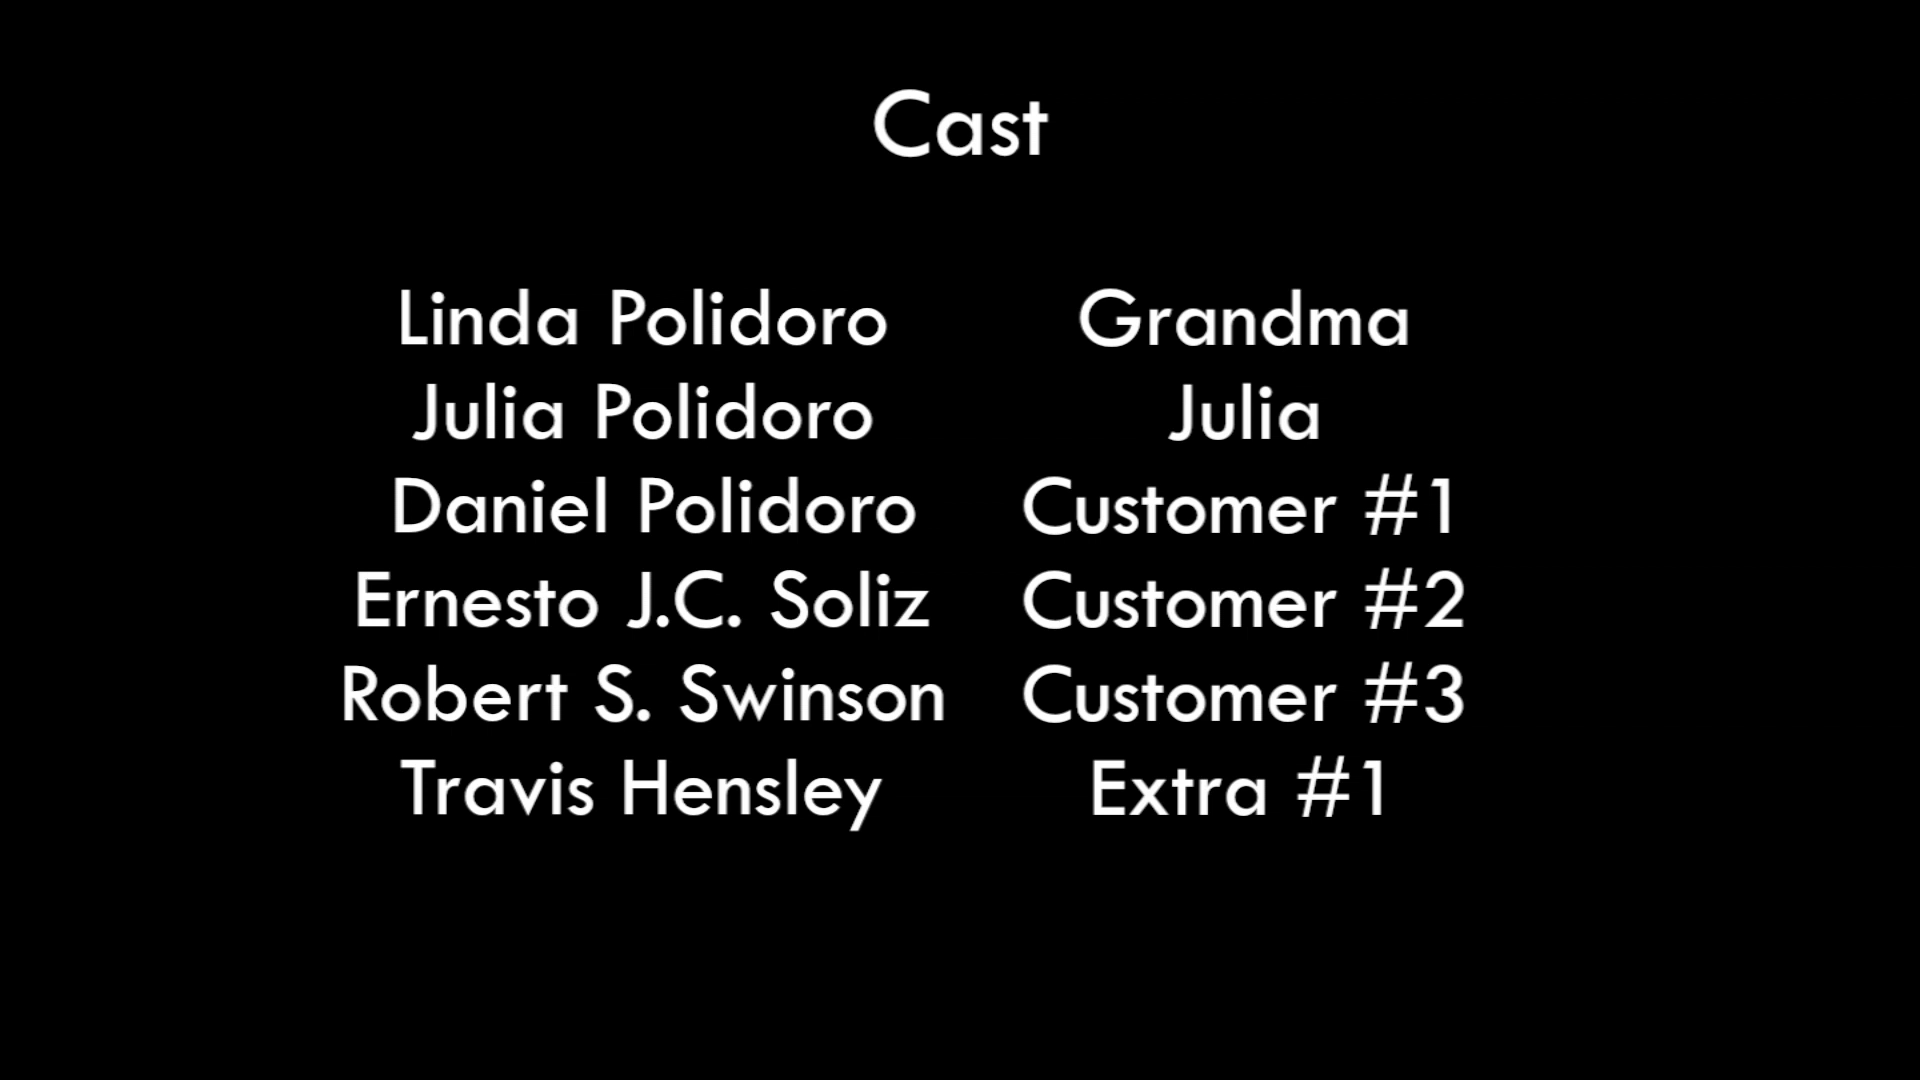 Cast
Linda Polidoro Grandma
Julia Polidoro Julia
Daniel Polidoro Customer #1
Ernesto J.C. Soliz Customer #2
Robert S. Swinson Customer #3
Travis Hensley Extra #1